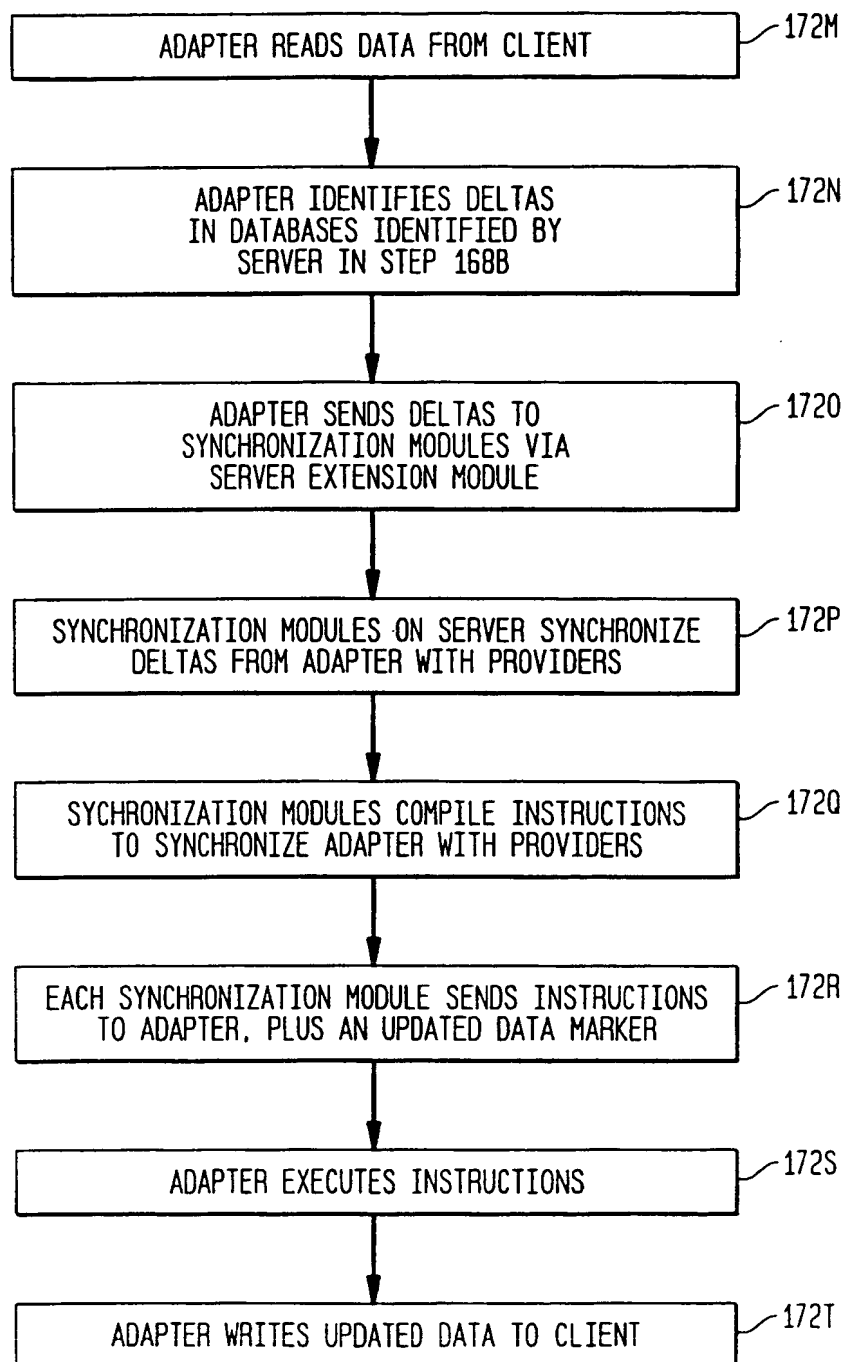 ADAPTER READS DATA FROM CLIENT
172M
ADAPTER IDENTIFIES DELTAS
IN DATABASES IDENTIFIED BY
SERVER IN STEP 168B
172N
ADAPTER SENDS DELTAS TO
SYNCHRONIZATION MODULES VIA
SERVER EXTENSION MODULE
172O
SYNCHRONIZATION MODULES ON SERVER SYNCHRONIZE
DELTAS FROM ADAPTER WITH PROVIDERS
172P
SYCHRONIZATION MODULES COMPILE INSTRUCTIONS
TO SYNCHRONIZE ADAPTER WITH PROVIDERS
172Q
EACH SYNCHRONIZATION MODULE SENDS INSTRUCTIONS
TO ADAPTER, PLUS AN UPDATED DATA MARKER
172R
ADAPTER EXECUTES INSTRUCTIONS
172S
ADAPTER WRITES UPDATED DATA TO CLIENT
172T